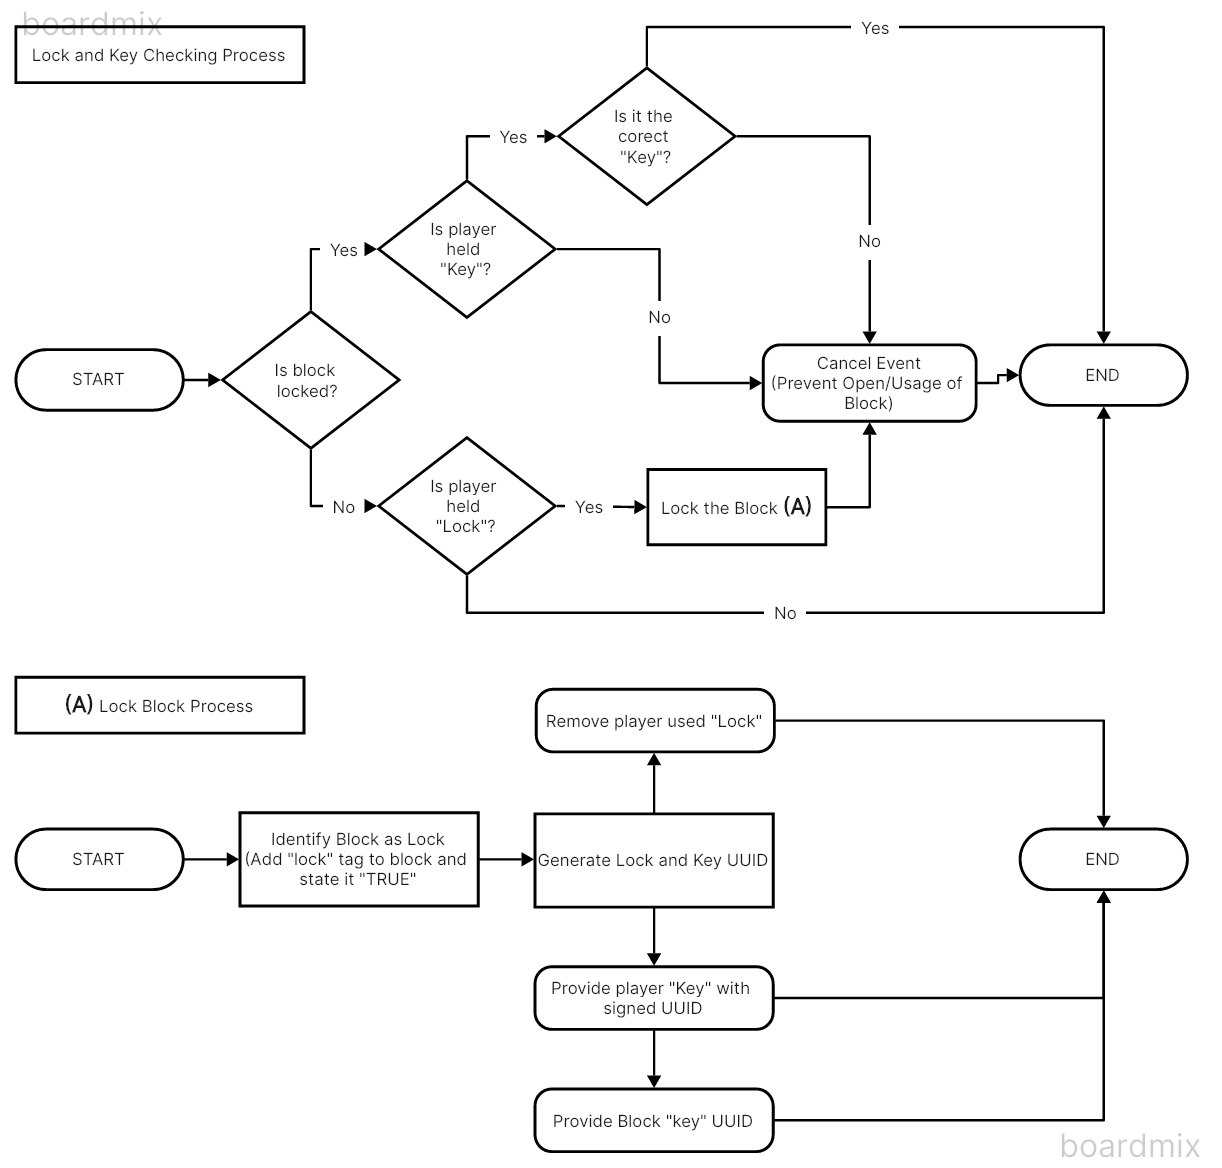 boardmix
Lock and Key Checking Process
Yes
Is it the
corect
"Key"?
Yes
Is player
held
"Key"?
Yes
No
No
Is block
locked?
START
Cancel Event
(Prevent Open/Usage of
Block)
END
Is player
held
"Lock"?
No
Yes
Lock the Block (A)
No
(A) Lock Block Process
Remove player used "Lock"
START
Identify Block as Lock
(Add "lock" tag to block and
state it "TRUE"
Generate Lock and Key UUID
END
Provide player "Key" with
signed UUID
Provide Block "key" UUID
boardmix